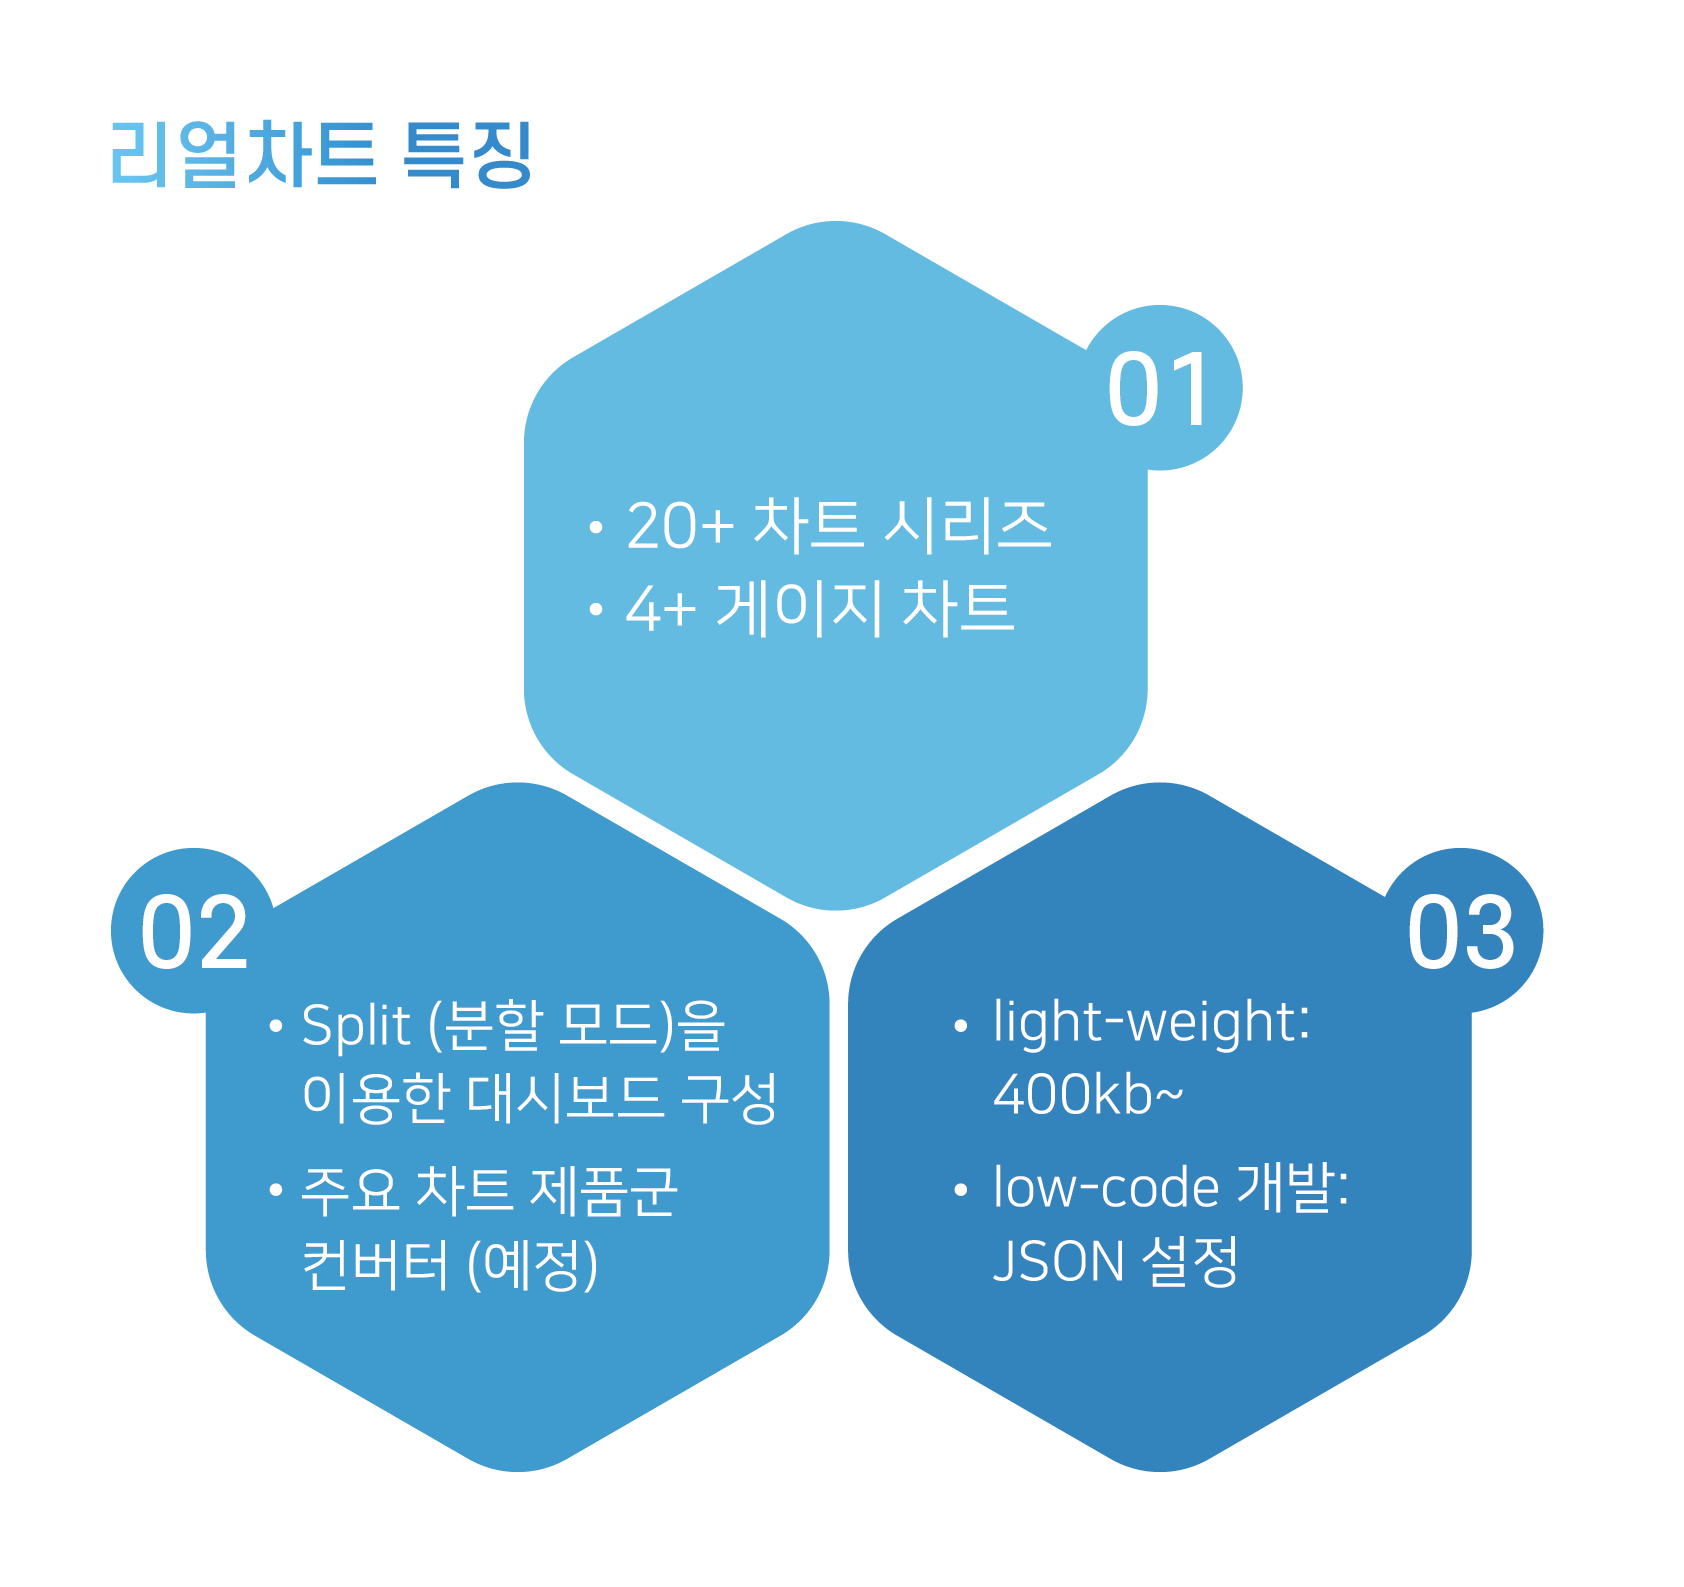 리얼차트 특징
01
• 20+ 차트 시리즈
• 4+ 게이지 차트
02
• Split (분할 모드)을
이용한 대시보드 구성
• 주요 차트 제품군
컨버터 (예정)
03
• light-weight:
400kb~
• low-code 개발:
JSON 설정